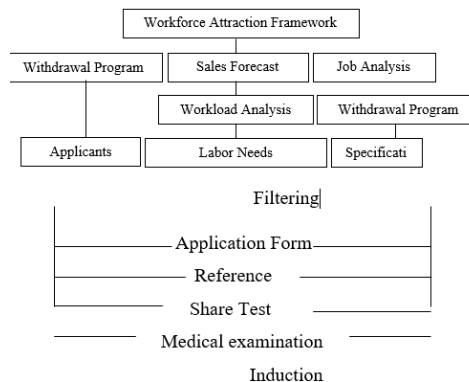 Workforce Attraction Framework
Withdrawal Program Sales Forecast Job Analysis
Workload Analysis Withdrawal Program
Applicants Labor Needs Specificati
Filtering
Application Form
Reference
Share Test
Medical examination
Induction